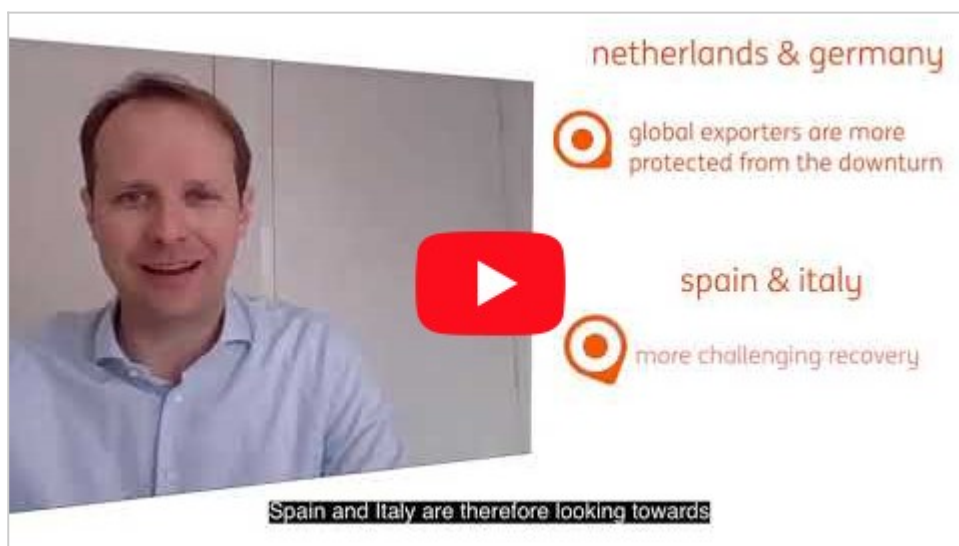 netherlands & germany
global exporters are more
protected from the downturn
spain & italy
more challenging recovery
Spain and Italy are therefore looking towards